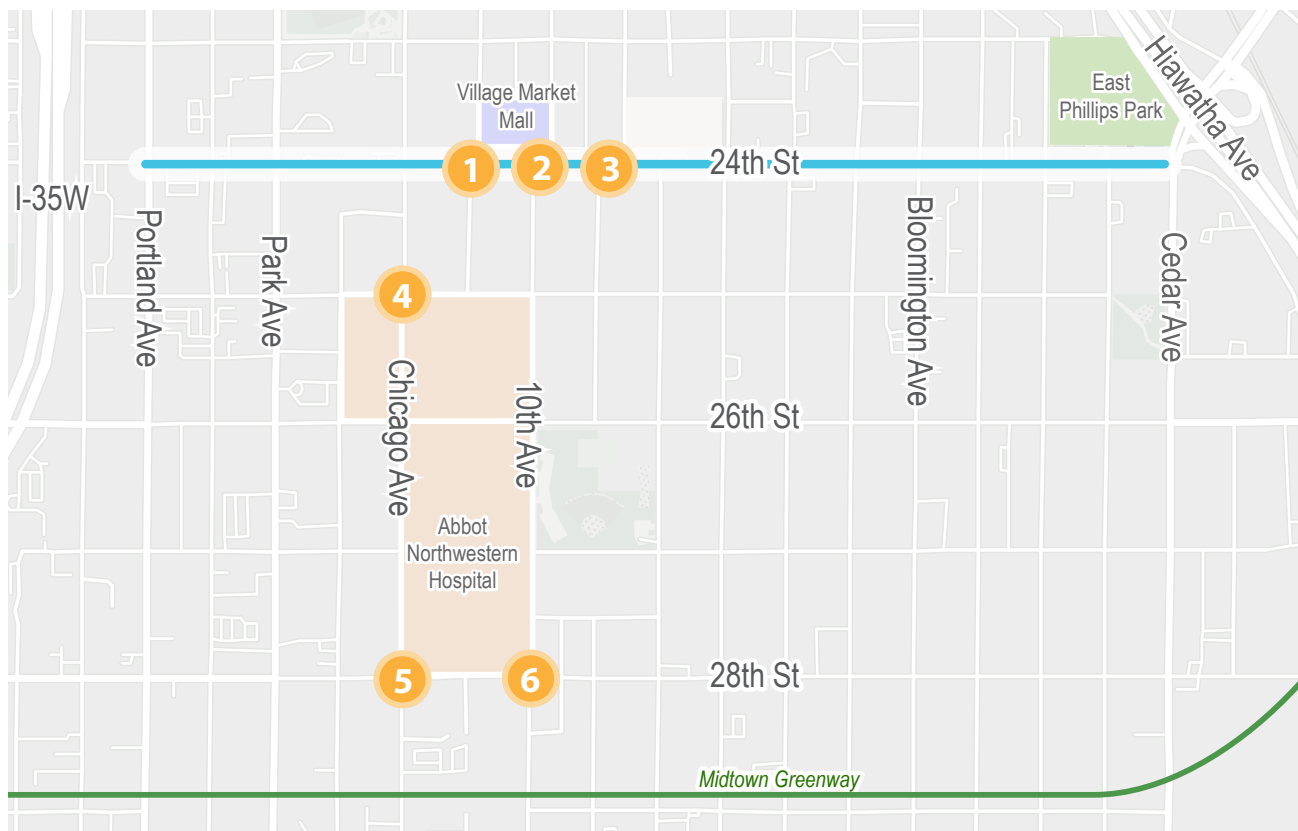 Village Market
Mall
East
Phillips Park
Hiawatha Ave
1
2
3
24th St
I-35W
Portland Ave
Park Ave
Bloomington Ave
Cedar Ave
4
Chicago Ave
10th Ave
26th St
Abbot
Northwestern
Hospital
5
6
28th St
Midtown Greenway